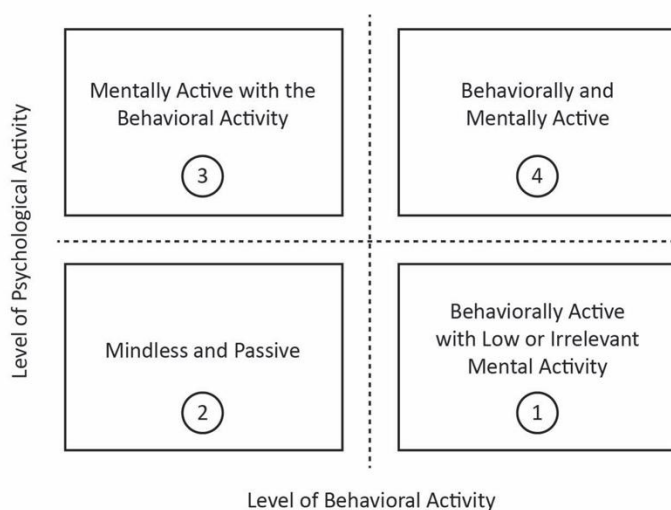 Level of Psychological Activity
Mentally Active with the
Behavioral Activity
3
Behaviorally and
Mentally Active
4
Mindless and Passive
2
Behaviorally Active
with Low or Irrelevant
Mental Activity
1
Level of Behavioral Activity